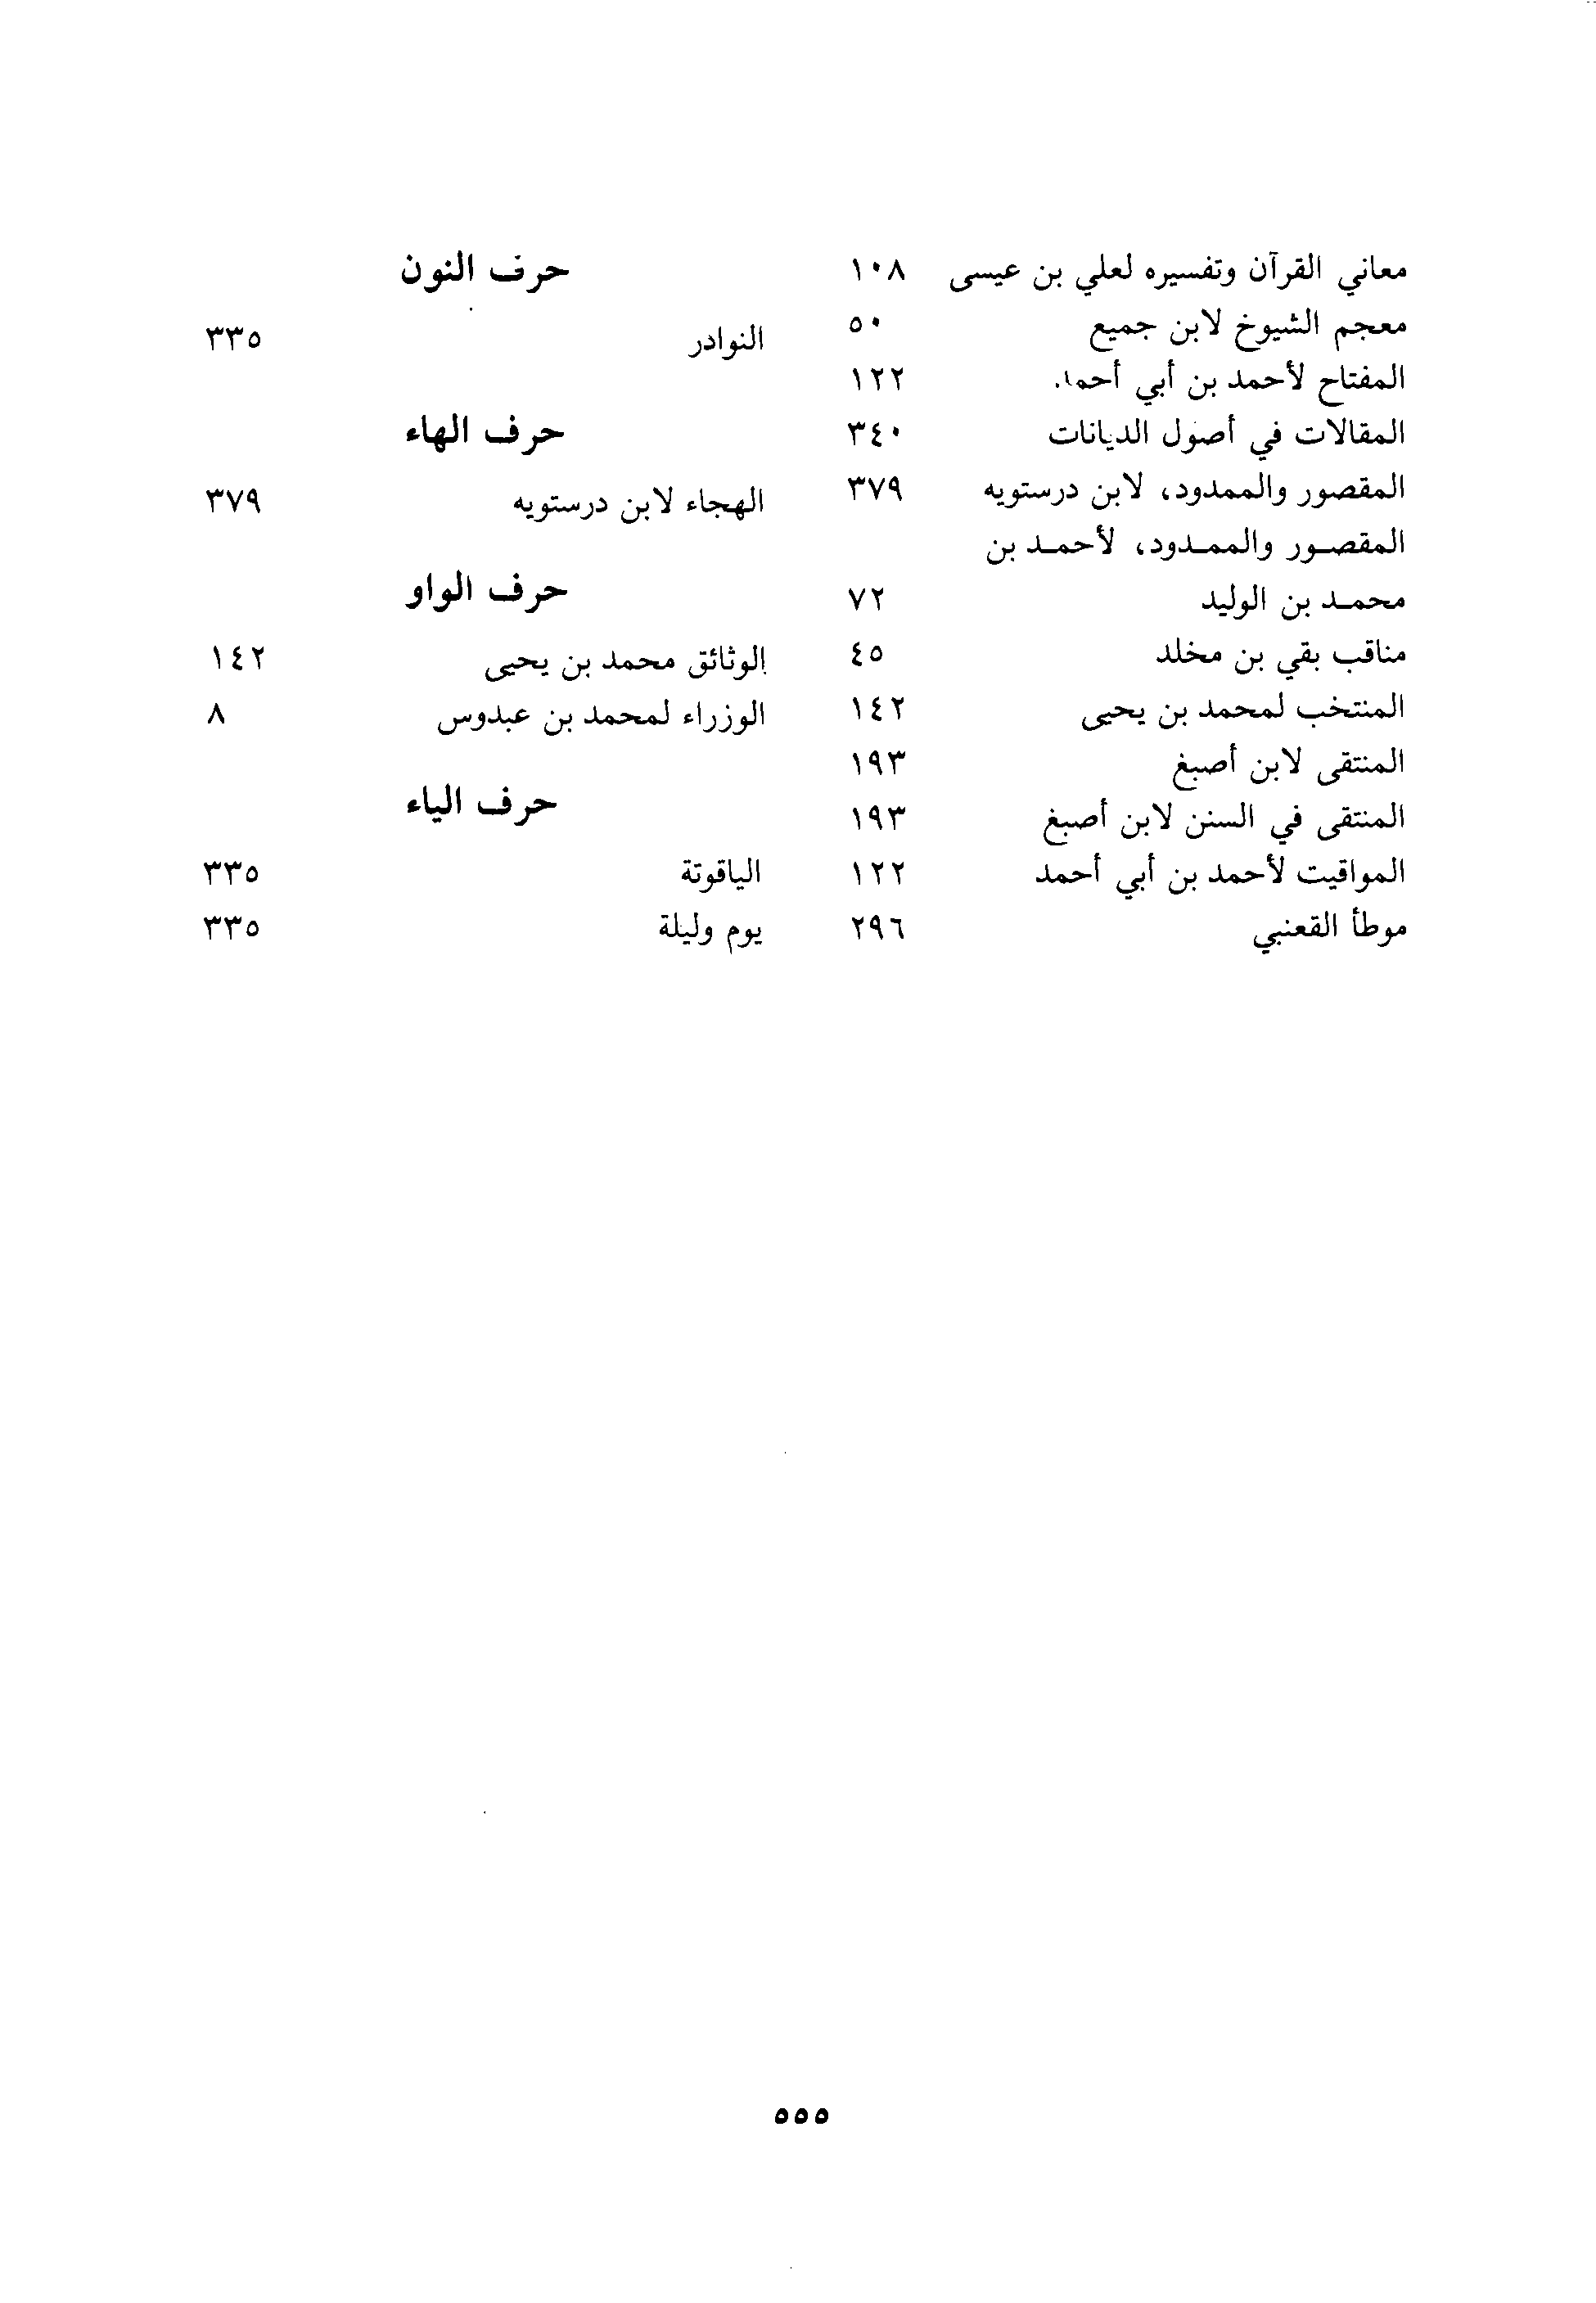 معاني القرآن وتفسيره لعلي بن عيسى ١٠٨
معجم الشيوخ لابن جميع ٥٠
المفتاح لأحمد بن أبي أحمد ١٢٢
المقالات في أصول الديانات ٣٤٠
المقصور والممدود، لابن درستويه ٣٧٩
المقصور والممدود، لأحمد بن
محمد بن الوليد ٧٢
مناقب بقي بن مخلد ٤٥
المنتخب لمحمد بن يحيى ١٤٢
المنتقى لابن أصبغ ١٩٣
المنتقى في السنن لابن أصبغ ١٩٣
المواقيت لأحمد بن أبي أحمد ١٢٢
موطأ القعنبي ٢٩٦
حرف النون
النوادر ٣٣٥
حرف الهاء
الهجاء لابن درستويه ٣٧٩
حرف الواو
الوثائق محمد بن يحيى ١٤٢
الوزراء لمحمد بن عبدوس ٨
حرف الياء
الياقوتة ٣٣٥
يوم وليلة ٣٣٥
٥٥٥